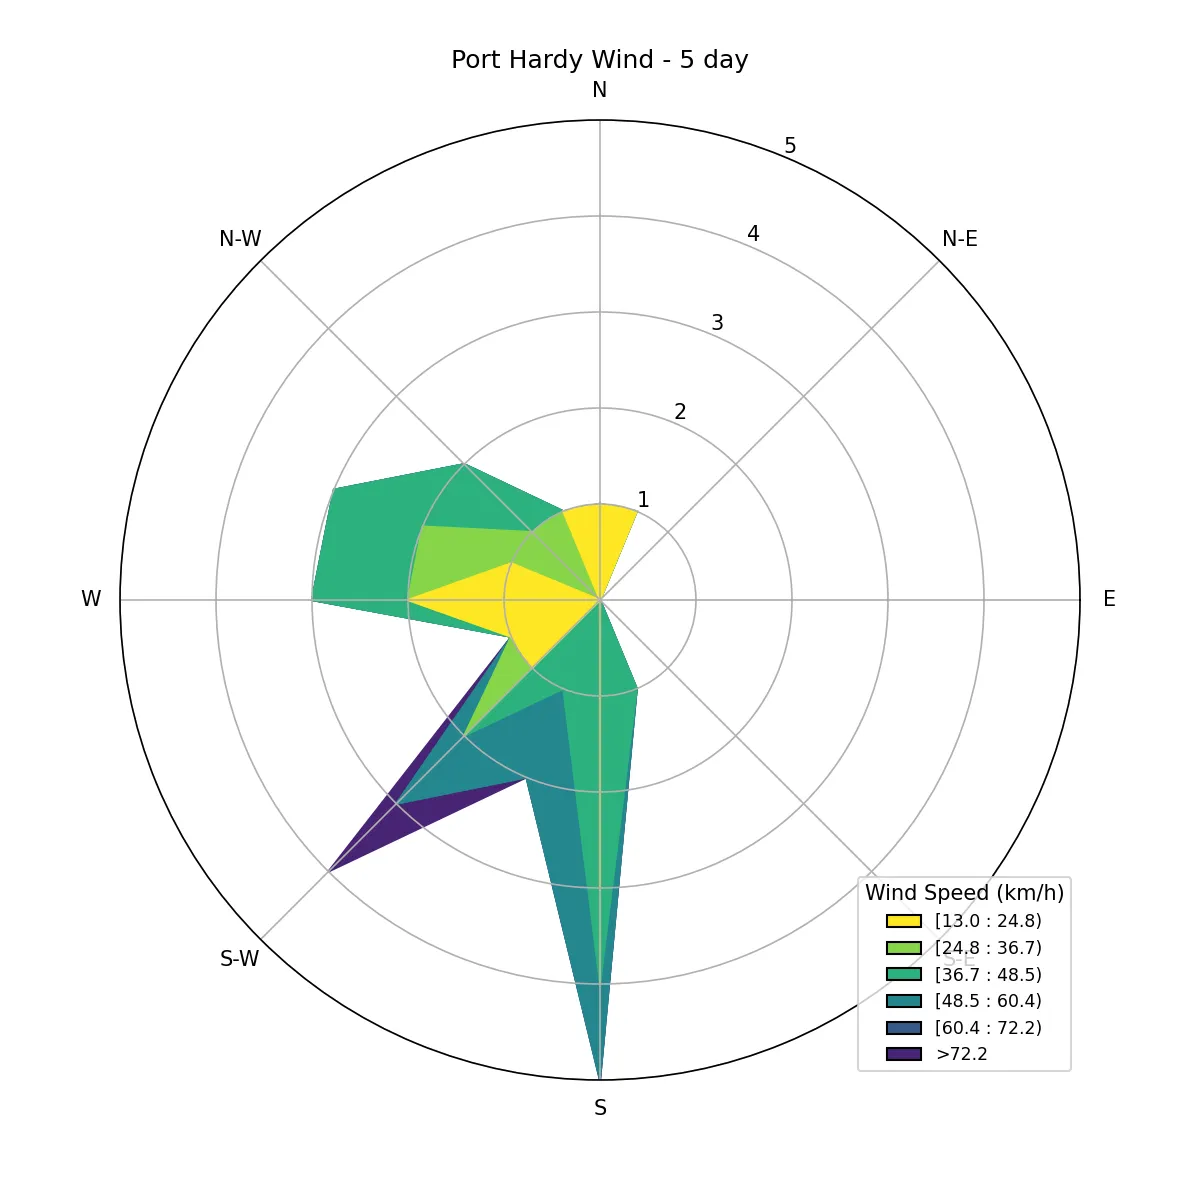 Port Hardy Wind - 5 day
N
5
N-W
N-E
4
3
2
1
W
E
S-W
S-E
S
Wind Speed (km/h)
[13.0 : 24.8)
[24.8 : 36.7)
[36.7 : 48.5)
[48.5 : 60.4)
[60.4 : 72.2)
>72.2